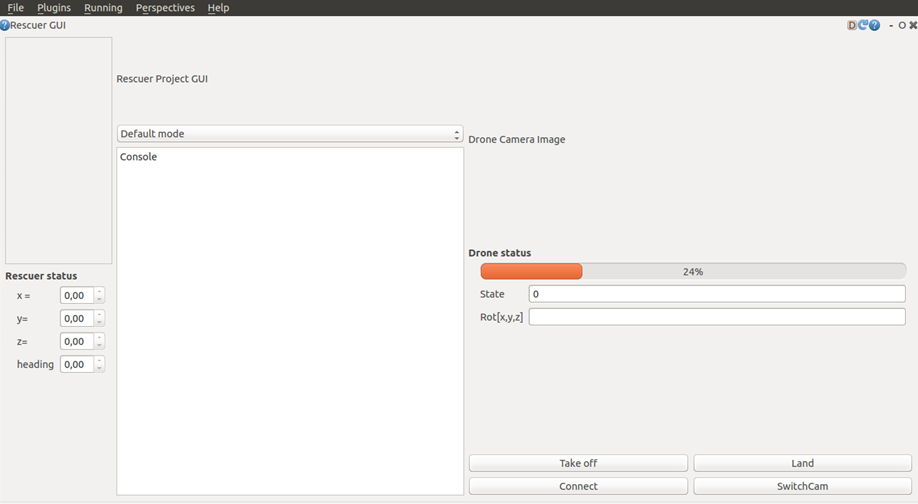 File Plugins Running Perspectives Help
Rescuer GUI
D
Rescuer Project GUI
Default mode
Console
Rescuer status
x = 0,00
y= 0,00
z= 0,00
heading 0,00
Drone Camera Image
Drone status
24%
State 0
Rot[x,y,z]
Take off Land
Connect SwitchCam